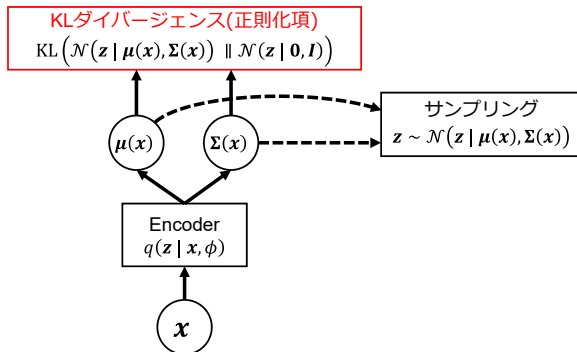 KLダイバージェンス(正則化項)
KL(𝒩(z | μ(x), Σ(x)) ∥ 𝒩(z | 0, I))
サンプリング
z ~ 𝒩(z | μ(x), Σ(x))
μ(x)
Σ(x)
Encoder
q(z | x, ϕ)
x